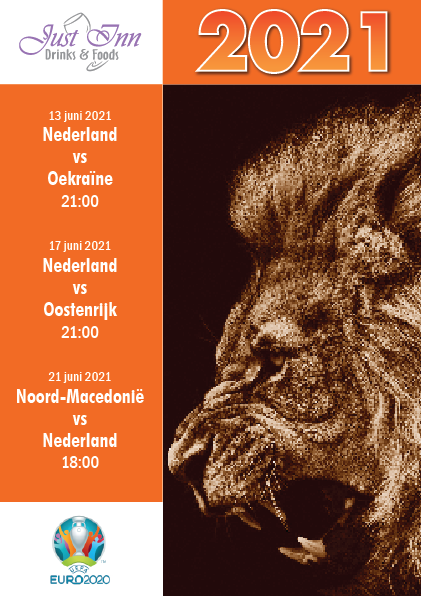 Just Inn
Drinks & Foods
2021
13 juni 2021
Nederland
vs
Oekraïne
21:00
17 juni 2021
Nederland
vs
Oostenrijk
21:00
21 juni 2021
Noord-Macedonië
vs
Nederland
18:00
UEFA
EURO2020